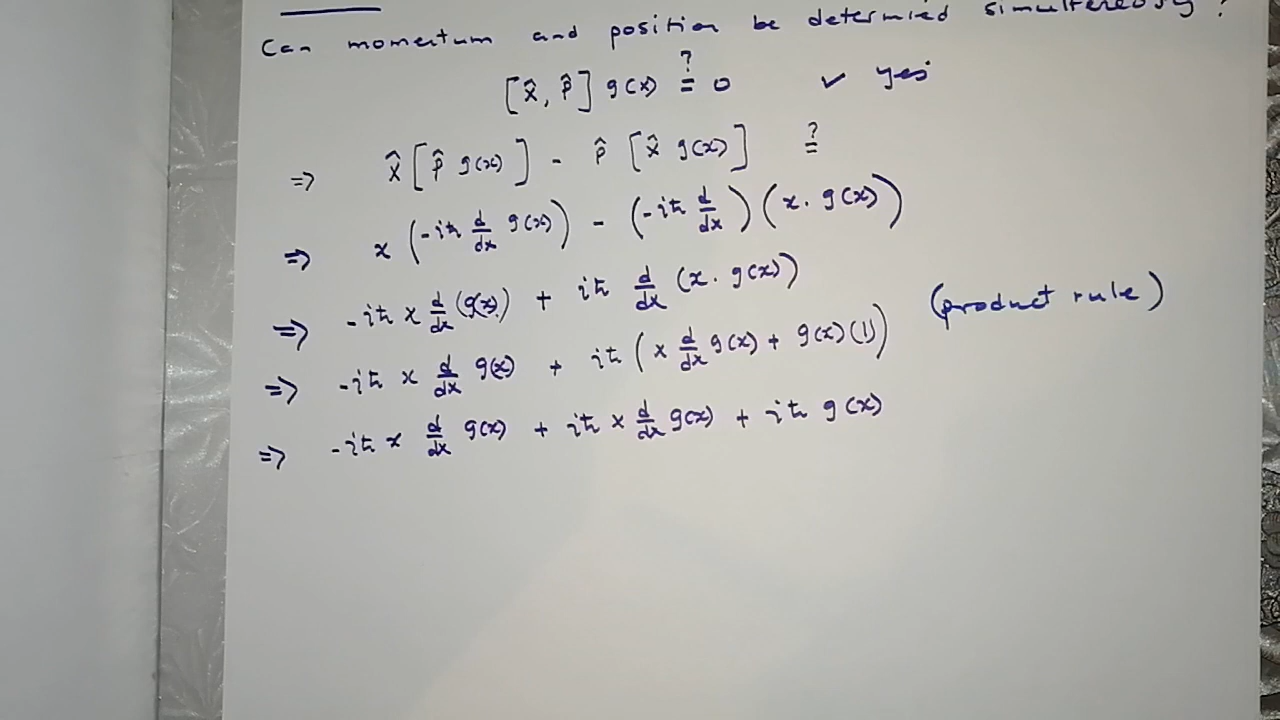 Can momentum and position be determined simultaneously ?
[x̂, p̂] g(x) ?= 0 ✓ yes
=> x̂ [p̂ g(x)] - p̂ [x̂ g(x)] ?=
=> x (-iħ d/dx g(x)) - (-iħ d/dx) (x. g(x))
=> -iħ x d/dx (g(x)) + iħ d/dx (x. g(x))
=> -iħ x d/dx g(x) + iħ (x d/dx g(x) + g(x)(1)) (product rule)
=> -iħ x d/dx g(x) + iħ x d/dx g(x) + iħ g(x)